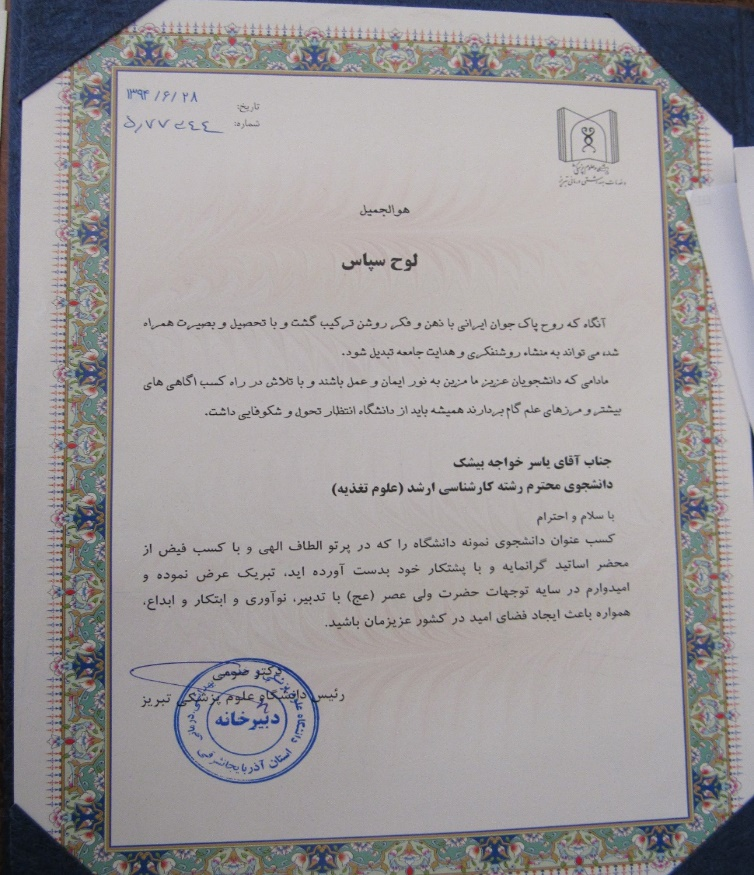 تاریخ: ۱۳۹۴/۶/۲۸
شماره: ۵/۷۷۵۴۴
هوالجمیل
لوح سپاس
آنگاه که روح پاک جوان ایرانی با ذهن و فکر روشن ترکیب گشت و با تحصیل و بصیرت همراه
شده می تواند به منشاء روشنفکری و هدایت جامعه تبدیل شود.
مادامی که دانشجویان عزیز ما مزین به نور ایمان و عمل باشند و با تلاش در راه کسب آگاهی های
بیشتر و مرزهای علم گام بردارند همیشه باید از دانشگاه انتظار تحول و شکوفایی داشت.
جناب آقای یاسر خواجه بیشک
دانشجوی محترم رشته کارشناسی ارشد (علوم تغذیه)
با سلام و احترام
کسب عنوان دانشجوی نمونه دانشگاه را که در پرتو الطاف الهی و با کسب فیض از
محضر اساتید گرانمایه و با پشتکار خود بدست آورده اید، تبریک عرض نموده و
امیدوارم در سایه توجهات حضرت ولی عصر (عج) با تدبیر، نوآوری و ابتکار و ابداع،
همواره باعث ایجاد فضای امید در کشور عزیزمان باشید.
دکتر صومی
رئیس دانشگاه علوم پزشکی تبریز
دبیرخانه
استان آذربایجانشرقی